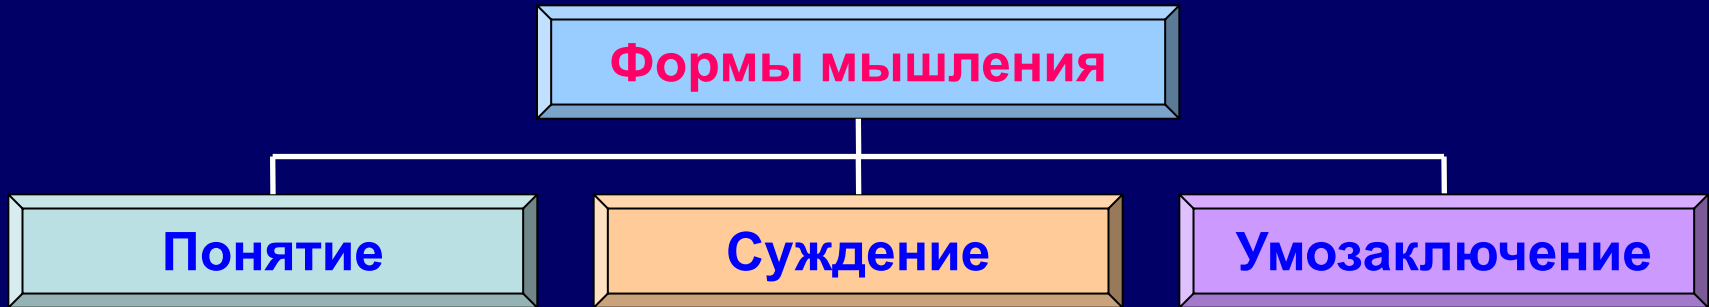 Формы мышления
Понятие
Суждение
Умозаключение